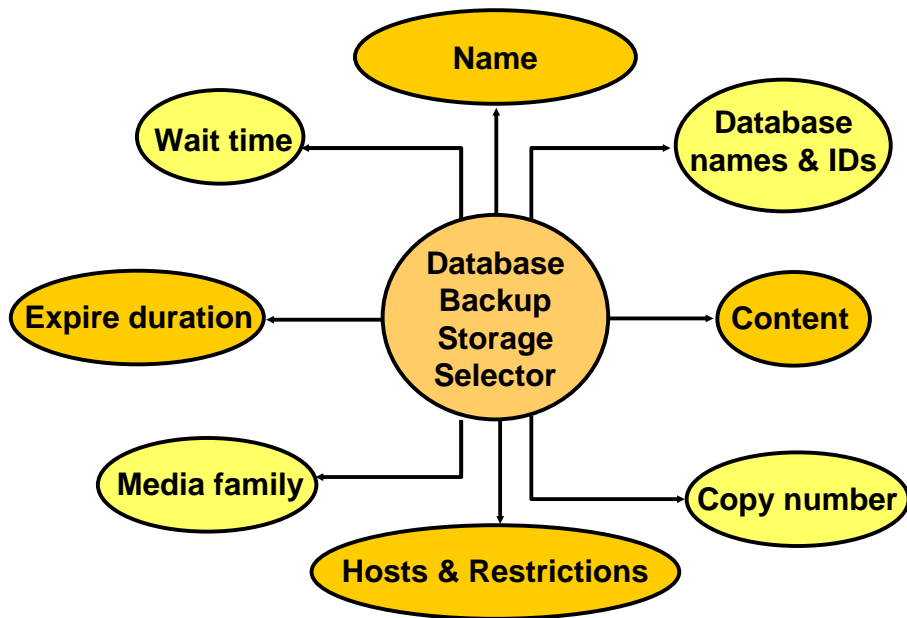 Name
Wait time
Database
names & IDs
Database
Backup
Storage
Selector
Expire duration
Content
Media family
Copy number
Hosts & Restrictions